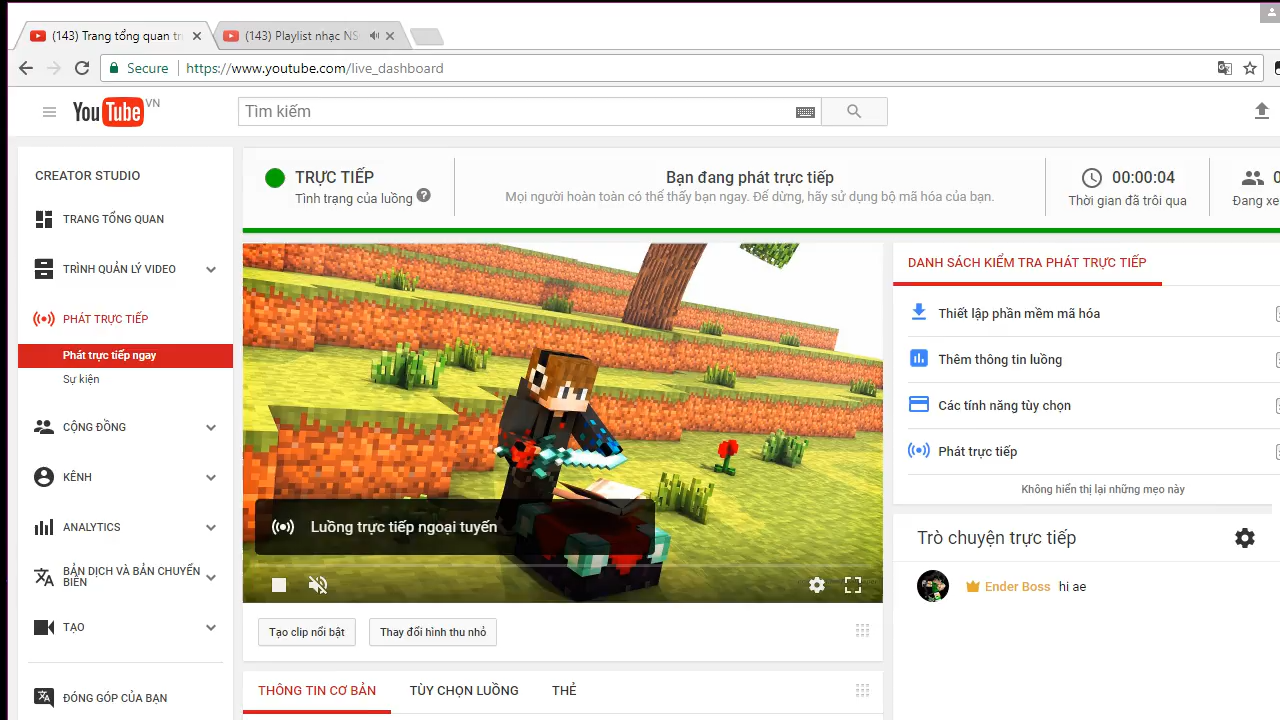 (143) Trang tổng quan tr
(143) Playlist nhạc NS
Secure
https://www.youtube.com/live_dashboard
YouTube VN
Tìm kiếm
CREATOR STUDIO
TRANG TỔNG QUAN
TRÌNH QUẢN LÝ VIDEO
PHÁT TRỰC TIẾP
Phát trực tiếp ngay
Sự kiện
CỘNG ĐỒNG
KÊNH
ANALYTICS
BẢN DỊCH VÀ BẢN CHUYỂN
BIÊN
TẠO
ĐÓNG GÓP CỦA BẠN
TRỰC TIẾP
Tình trạng của luồng ?
Bạn đang phát trực tiếp
Mọi người hoàn toàn có thể thấy bạn ngay. Để dừng, hãy sử dụng bộ mã hóa của bạn.
00:00:04
Thời gian đã trôi qua
0
Đang xe
Luồng trực tiếp ngoại tuyến
Tạo clip nổi bật
Thay đổi hình thu nhỏ
THÔNG TIN CƠ BẢN
TÙY CHỌN LUỒNG
THẺ
DANH SÁCH KIỂM TRA PHÁT TRỰC TIẾP
Thiết lập phần mềm mã hóa
Thêm thông tin luồng
Các tính năng tùy chọn
Phát trực tiếp
Không hiển thị lại những mẹo này
Trò chuyện trực tiếp
Ender Boss hi ae